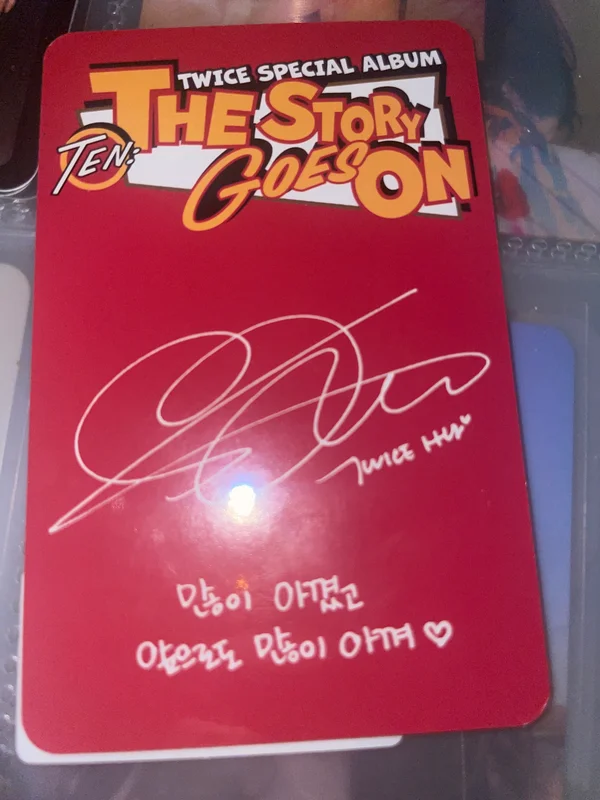 TWICE SPECIAL ALBUM
TEN:
THE STORY
GOES ON
TWICE
많이 아꼈고
앞으로도 많이 아껴 ♡